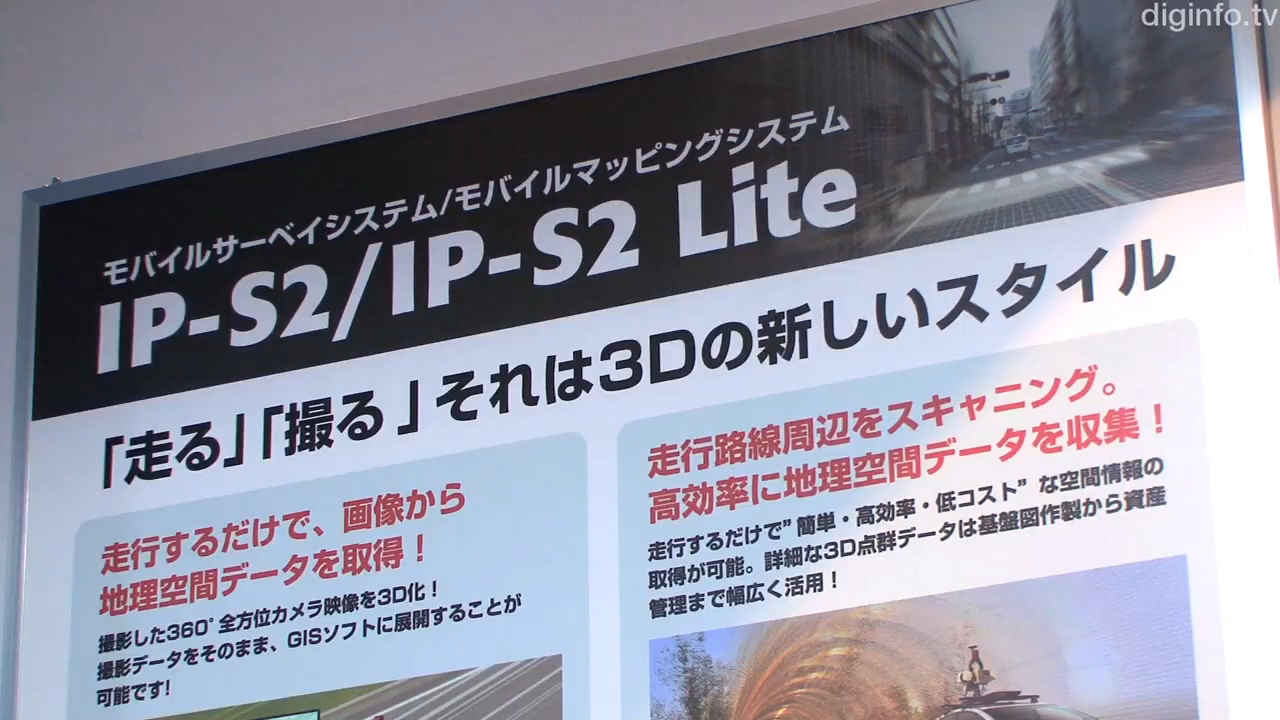 diginfo.tv
モバイルサーベイシステム/モバイルマッピングシステム
IP-S2/IP-S2 Lite
「走る」「撮る」それは3Dの新しいスタイル
走行するだけで、画像から
地理空間データを取得！
撮影した360°全方位カメラ映像を3D化！
撮影データをそのまま、GISソフトに展開することが
可能です!
走行路線周辺をスキャニング。
高効率に地理空間データを収集！
走行するだけで”簡単・高効率・低コスト”な空間情報の
取得が可能。詳細な3D点群データは基盤図作製から資産
管理まで幅広く活用！